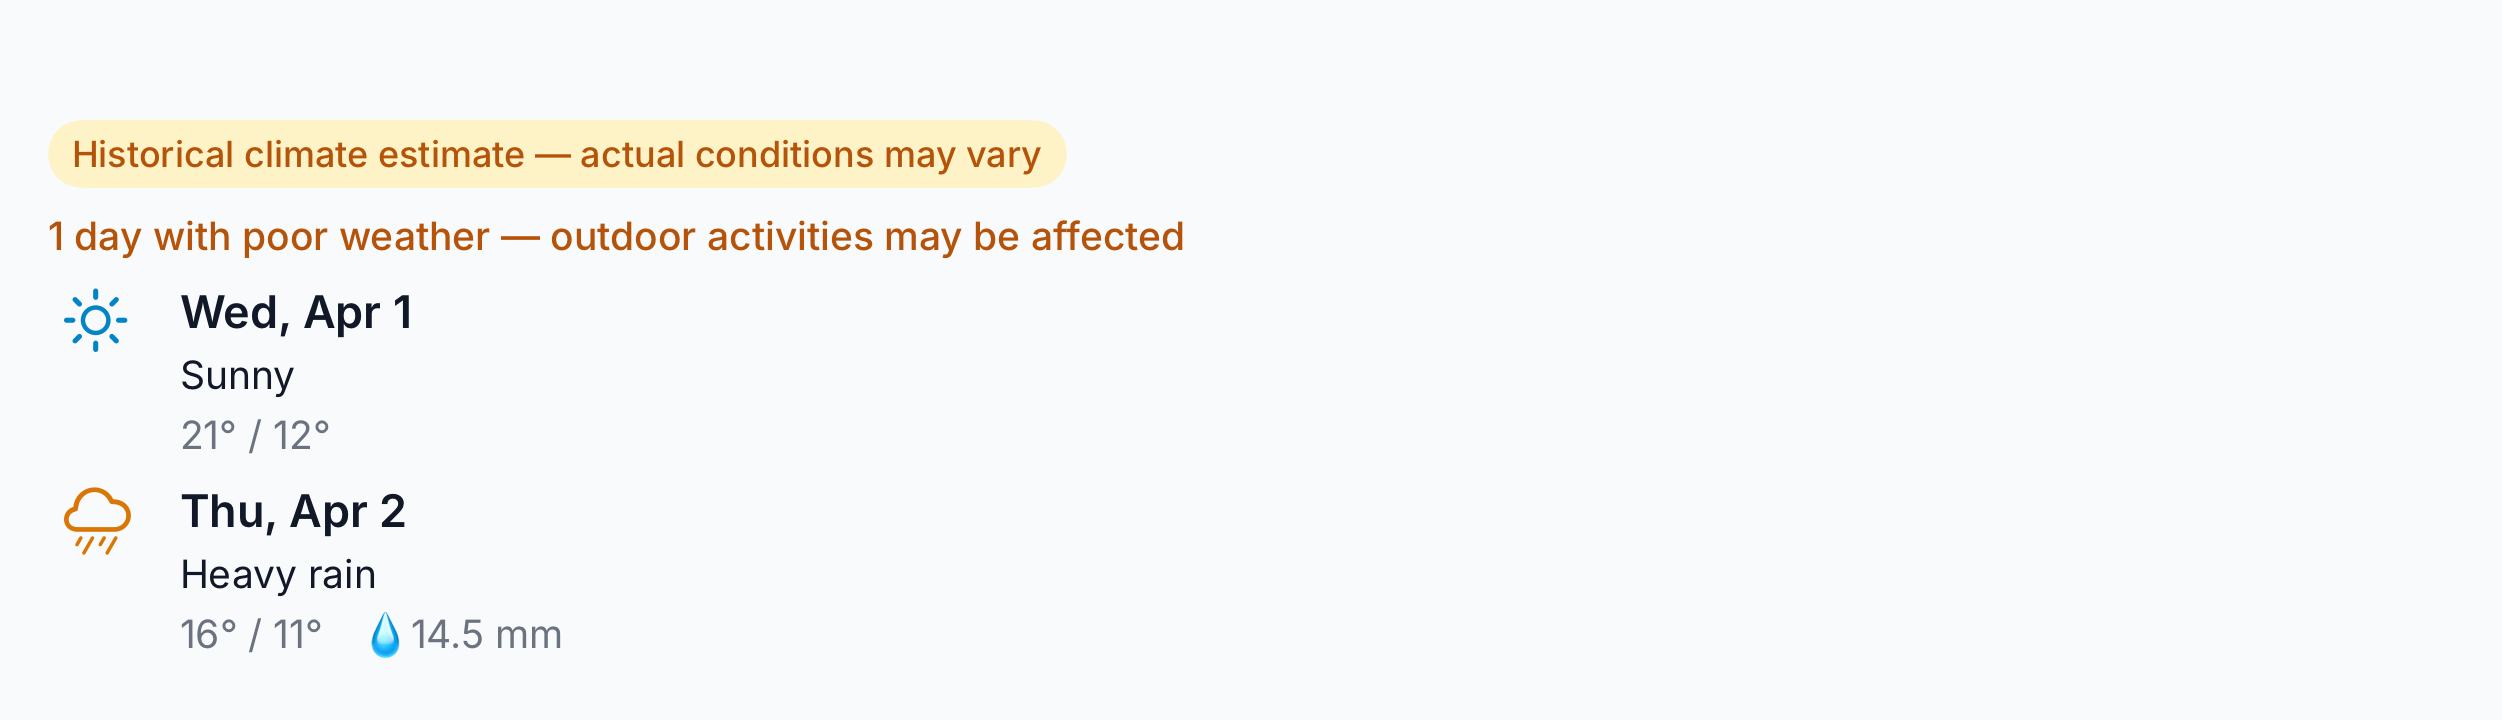 Historical climate estimate — actual conditions may vary
1 day with poor weather — outdoor activities may be affected
Wed, Apr 1
Sunny
21° / 12°
Thu, Apr 2
Heavy rain
16° / 11° 💧 14.5 mm